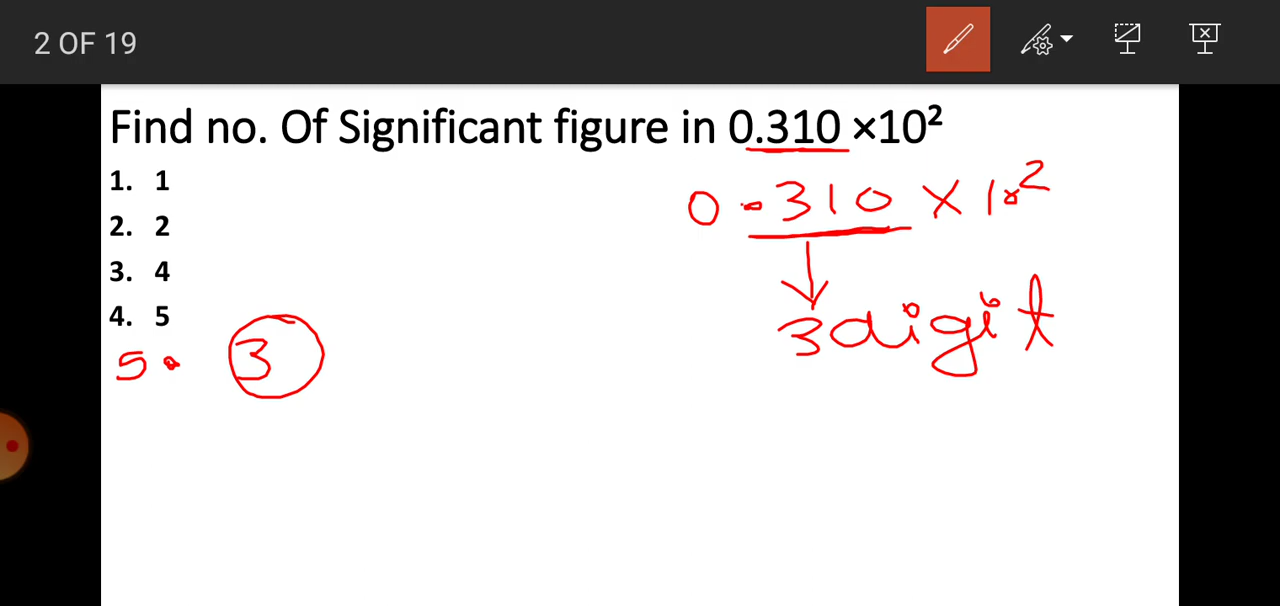 2 OF 19
Find no. Of Significant figure in 0.310 ×10²
1. 1
2. 2
3. 4
4. 5
5. 3
0.310 × 10²
3 digit